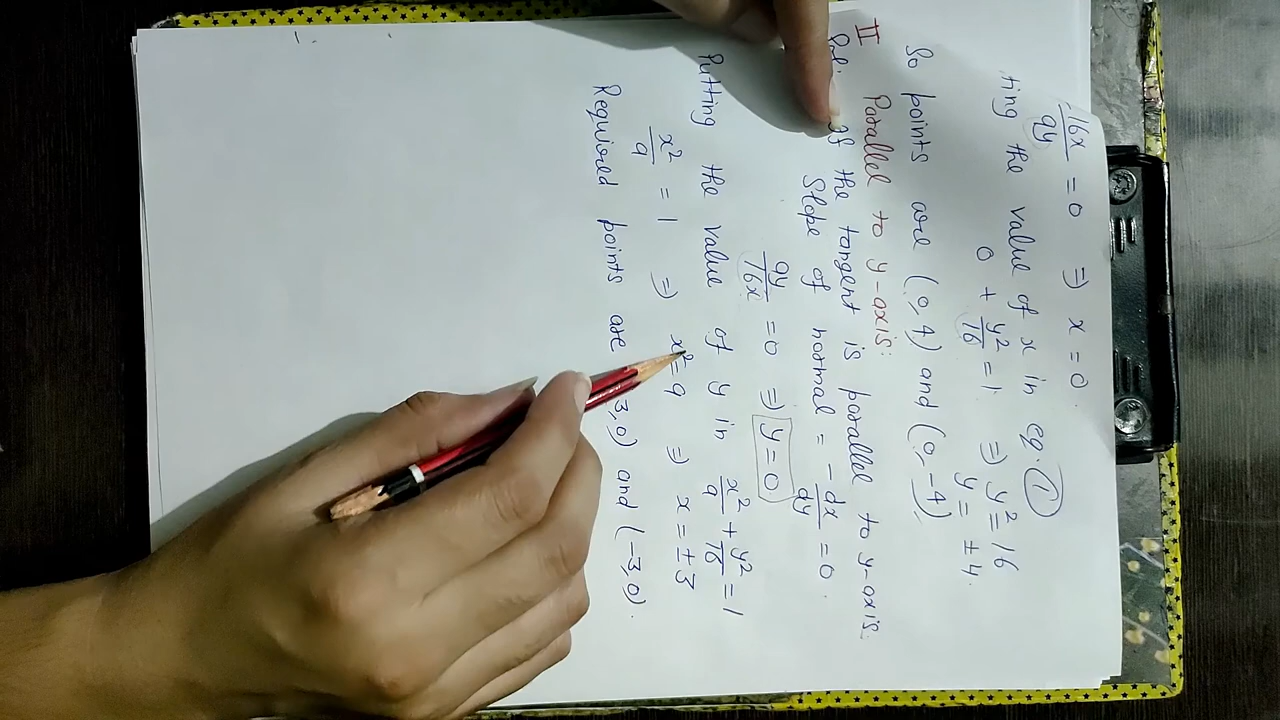 -16x/9y = 0 ⇒ x = 0.
ting the value of x in eq. ①
0 + y²/16 = 1 ⇒ y² = 16
y = ±4.
So points are (0, 4) and (0, -4)
II Parallel to y-axis:
Sol. If the tangent is parallel to y-axis.
Slope of normal = -dx/dy = 0.
9y/16x = 0 ⇒ y = 0
Putting the value of y in x²/9 + y²/16 = 1
x²/9 = 1 ⇒ x² = 9 ⇒ x = ±3
Required points are 3,0) and (-3,0).